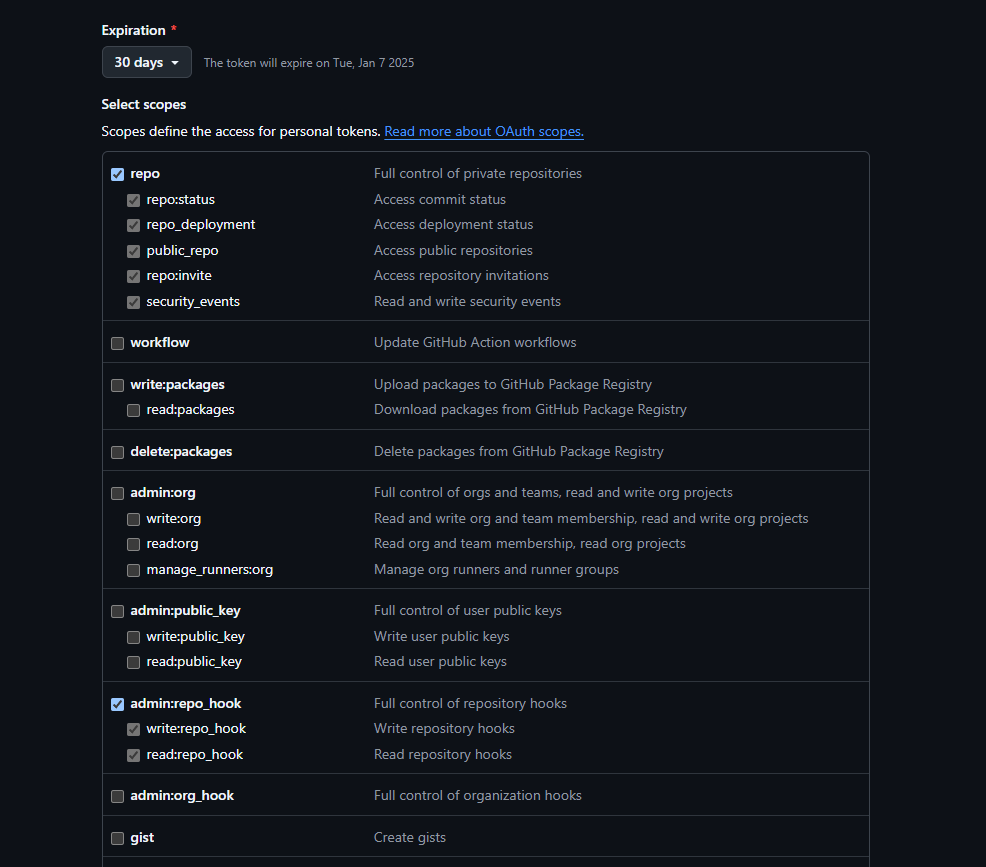 Expiration *
30 days The token will expire on Tue, Jan 7 2025
Select scopes
Scopes define the access for personal tokens. Read more about OAuth scopes.
repo Full control of private repositories
repo:status Access commit status
repo_deployment Access deployment status
public_repo Access public repositories
repo:invite Access repository invitations
security_events Read and write security events
workflow Update GitHub Action workflows
write:packages Upload packages to GitHub Package Registry
read:packages Download packages from GitHub Package Registry
delete:packages Delete packages from GitHub Package Registry
admin:org Full control of orgs and teams, read and write org projects
write:org Read and write org and team membership, read and write org projects
read:org Read org and team membership, read org projects
manage_runners:org Manage org runners and runner groups
admin:public_key Full control of user public keys
write:public_key Write user public keys
read:public_key Read user public keys
admin:repo_hook Full control of repository hooks
write:repo_hook Write repository hooks
read:repo_hook Read repository hooks
admin:org_hook Full control of organization hooks
gist Create gists